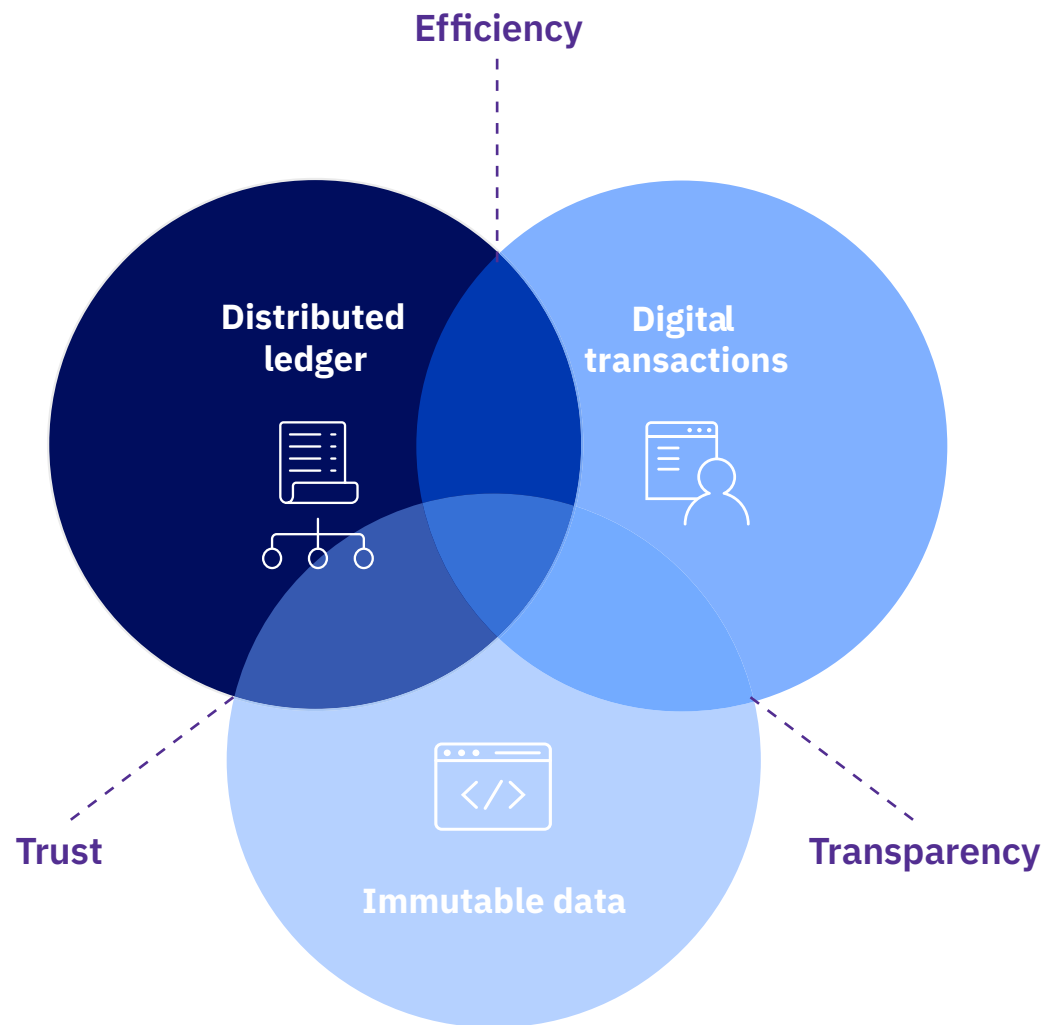 Efficiency
Distributed
ledger
Digital
transactions
</>
Trust
Transparency
Immutable data